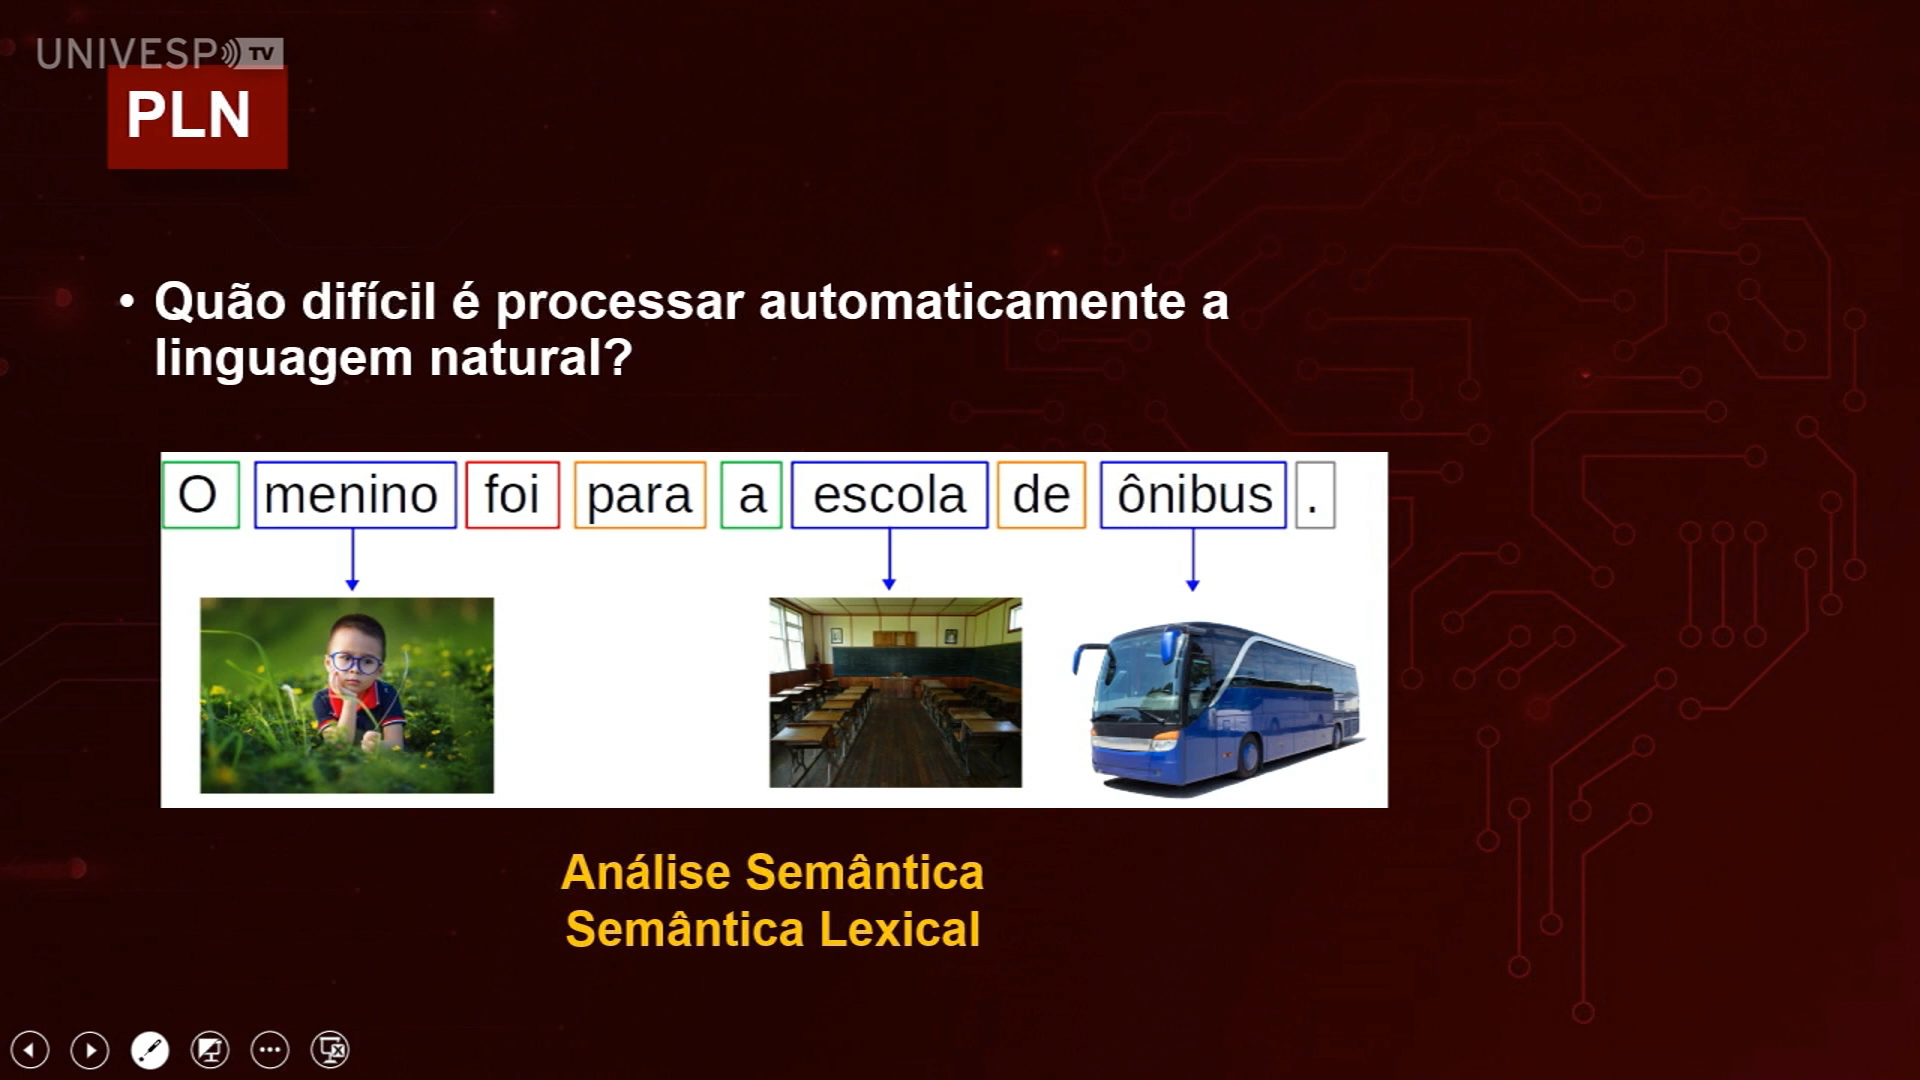 UNIVESP TV
PLN
• Quão difícil é processar automaticamente a
linguagem natural?
O menino foi para a escola de ônibus .
Análise Semântica
Semântica Lexical